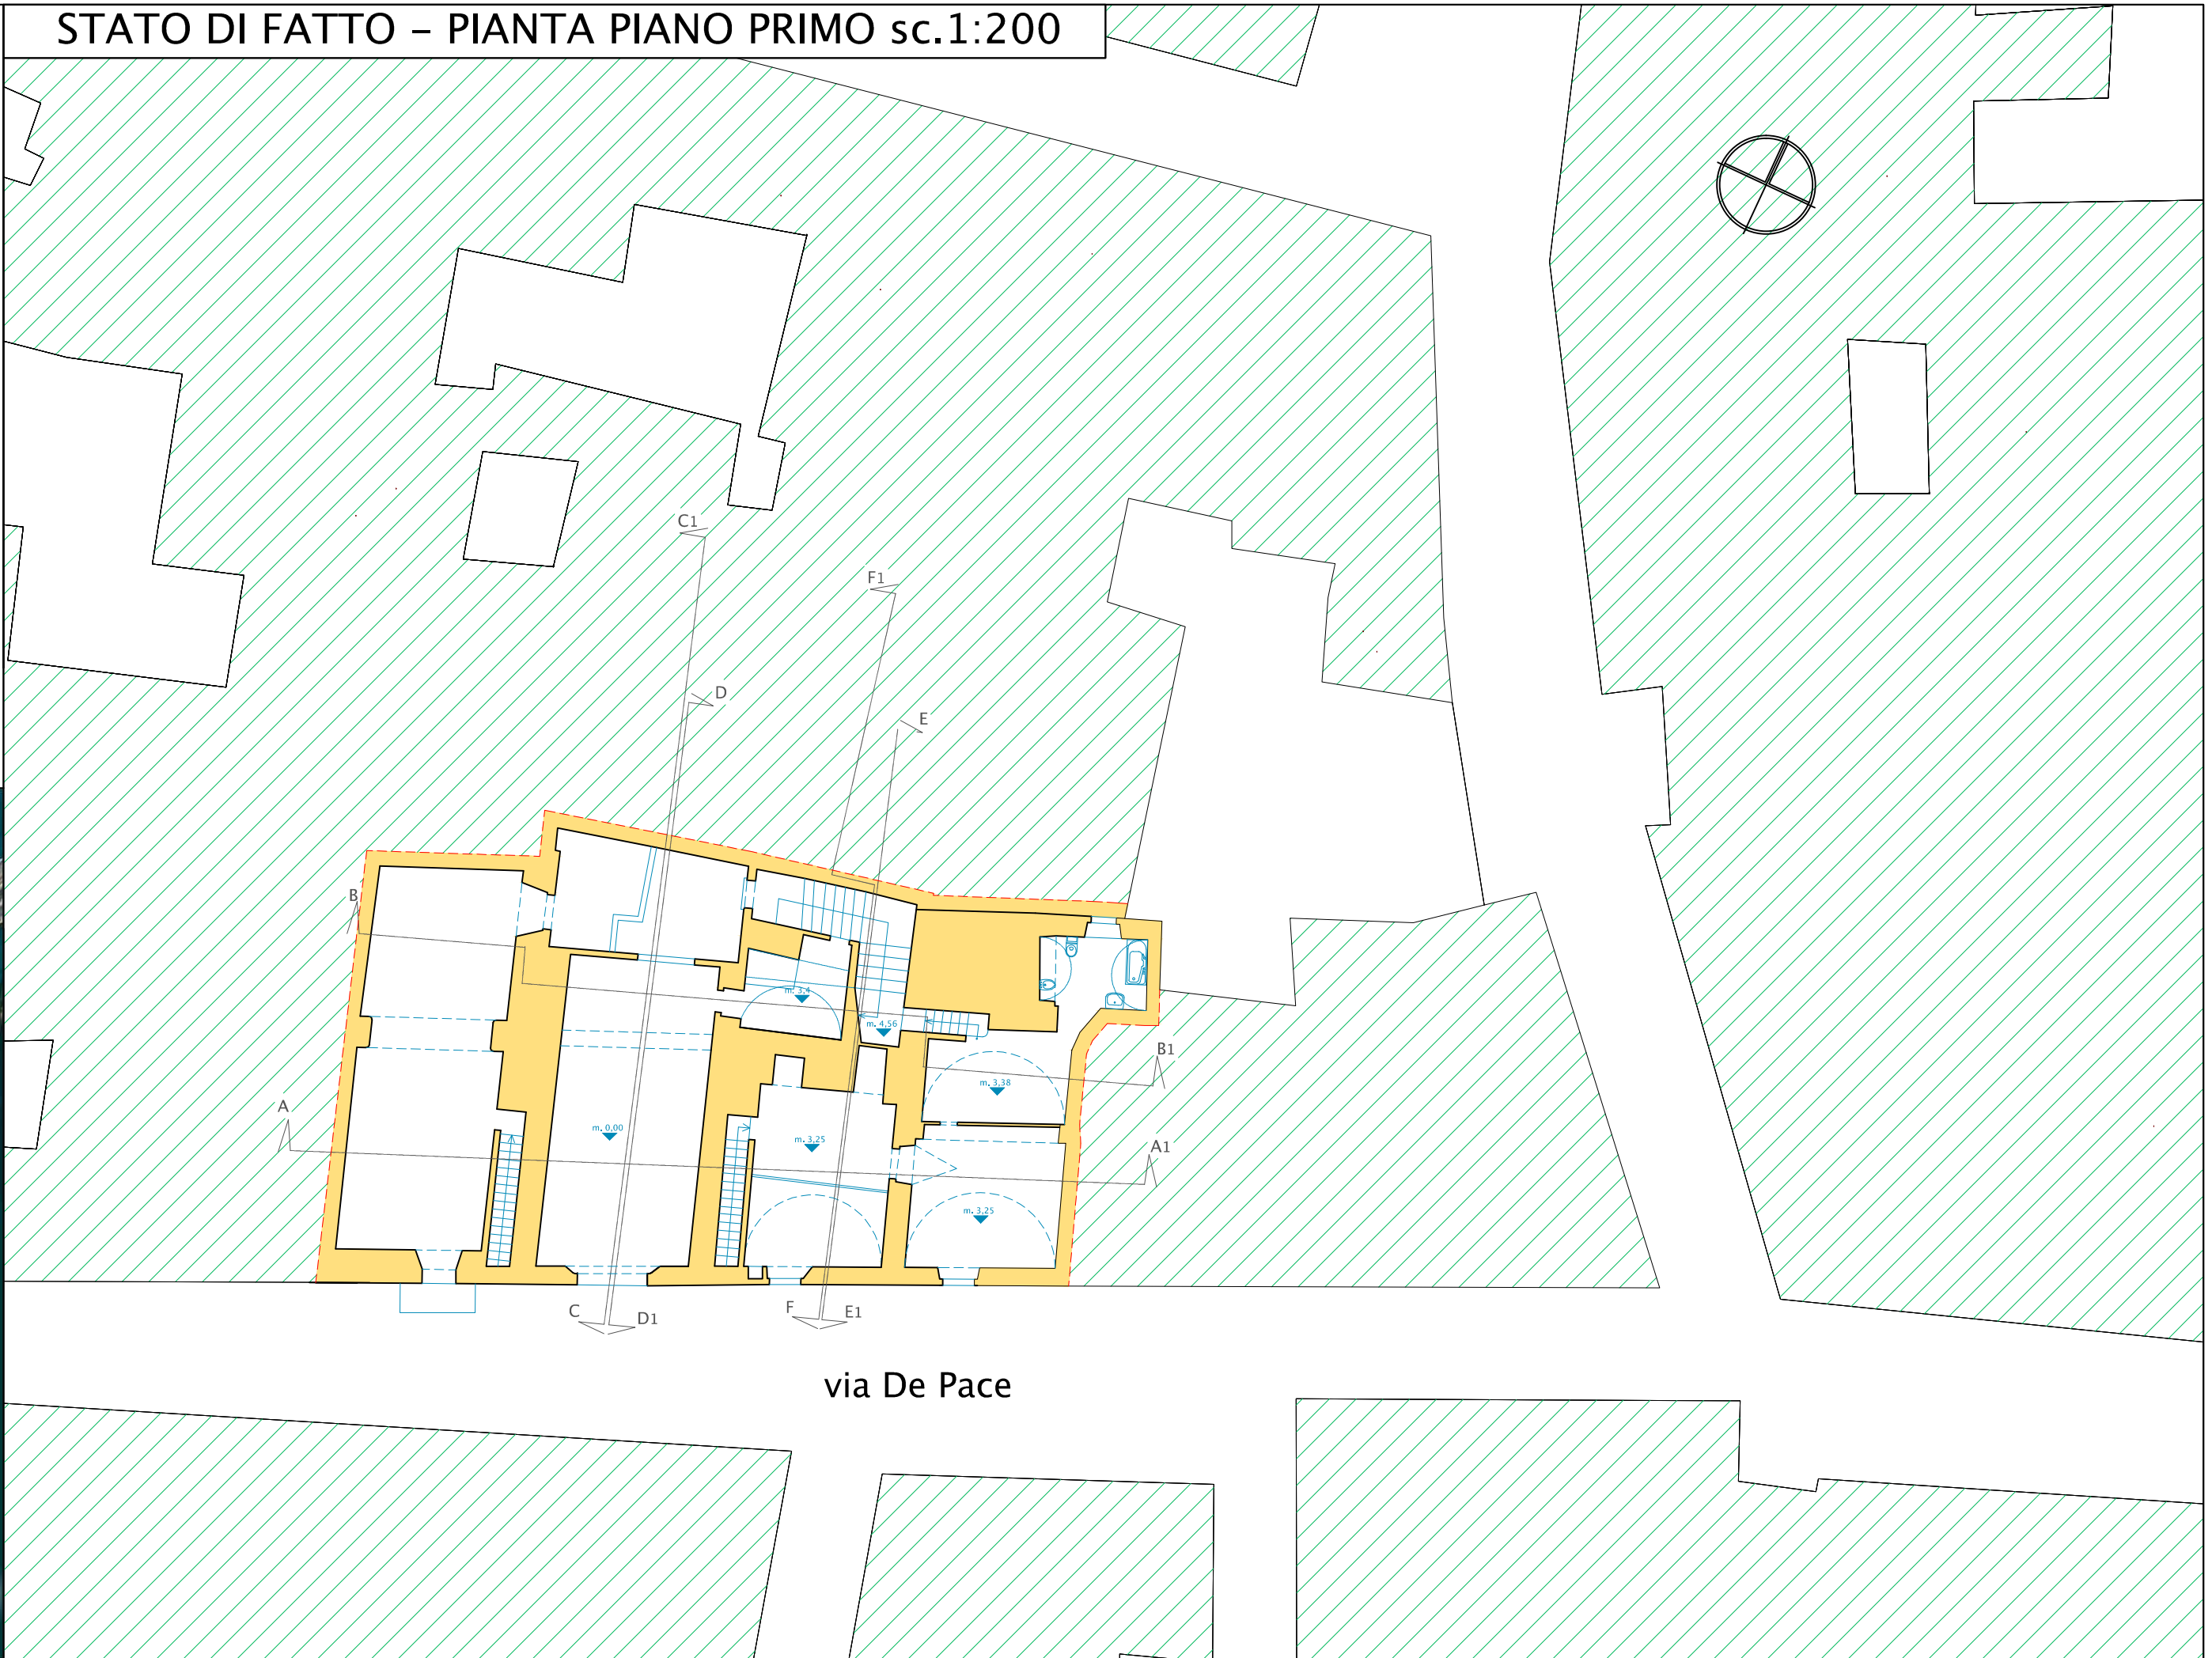 STATO DI FATTO – PIANTA PIANO PRIMO sc.1:200
C1
F1
D
E
B
m. 3,4
m. 4,56
B1
m. 3,38
A
m. 0,00
m. 3,25
A1
m. 3,25
C
D1
F
E1
via De Pace